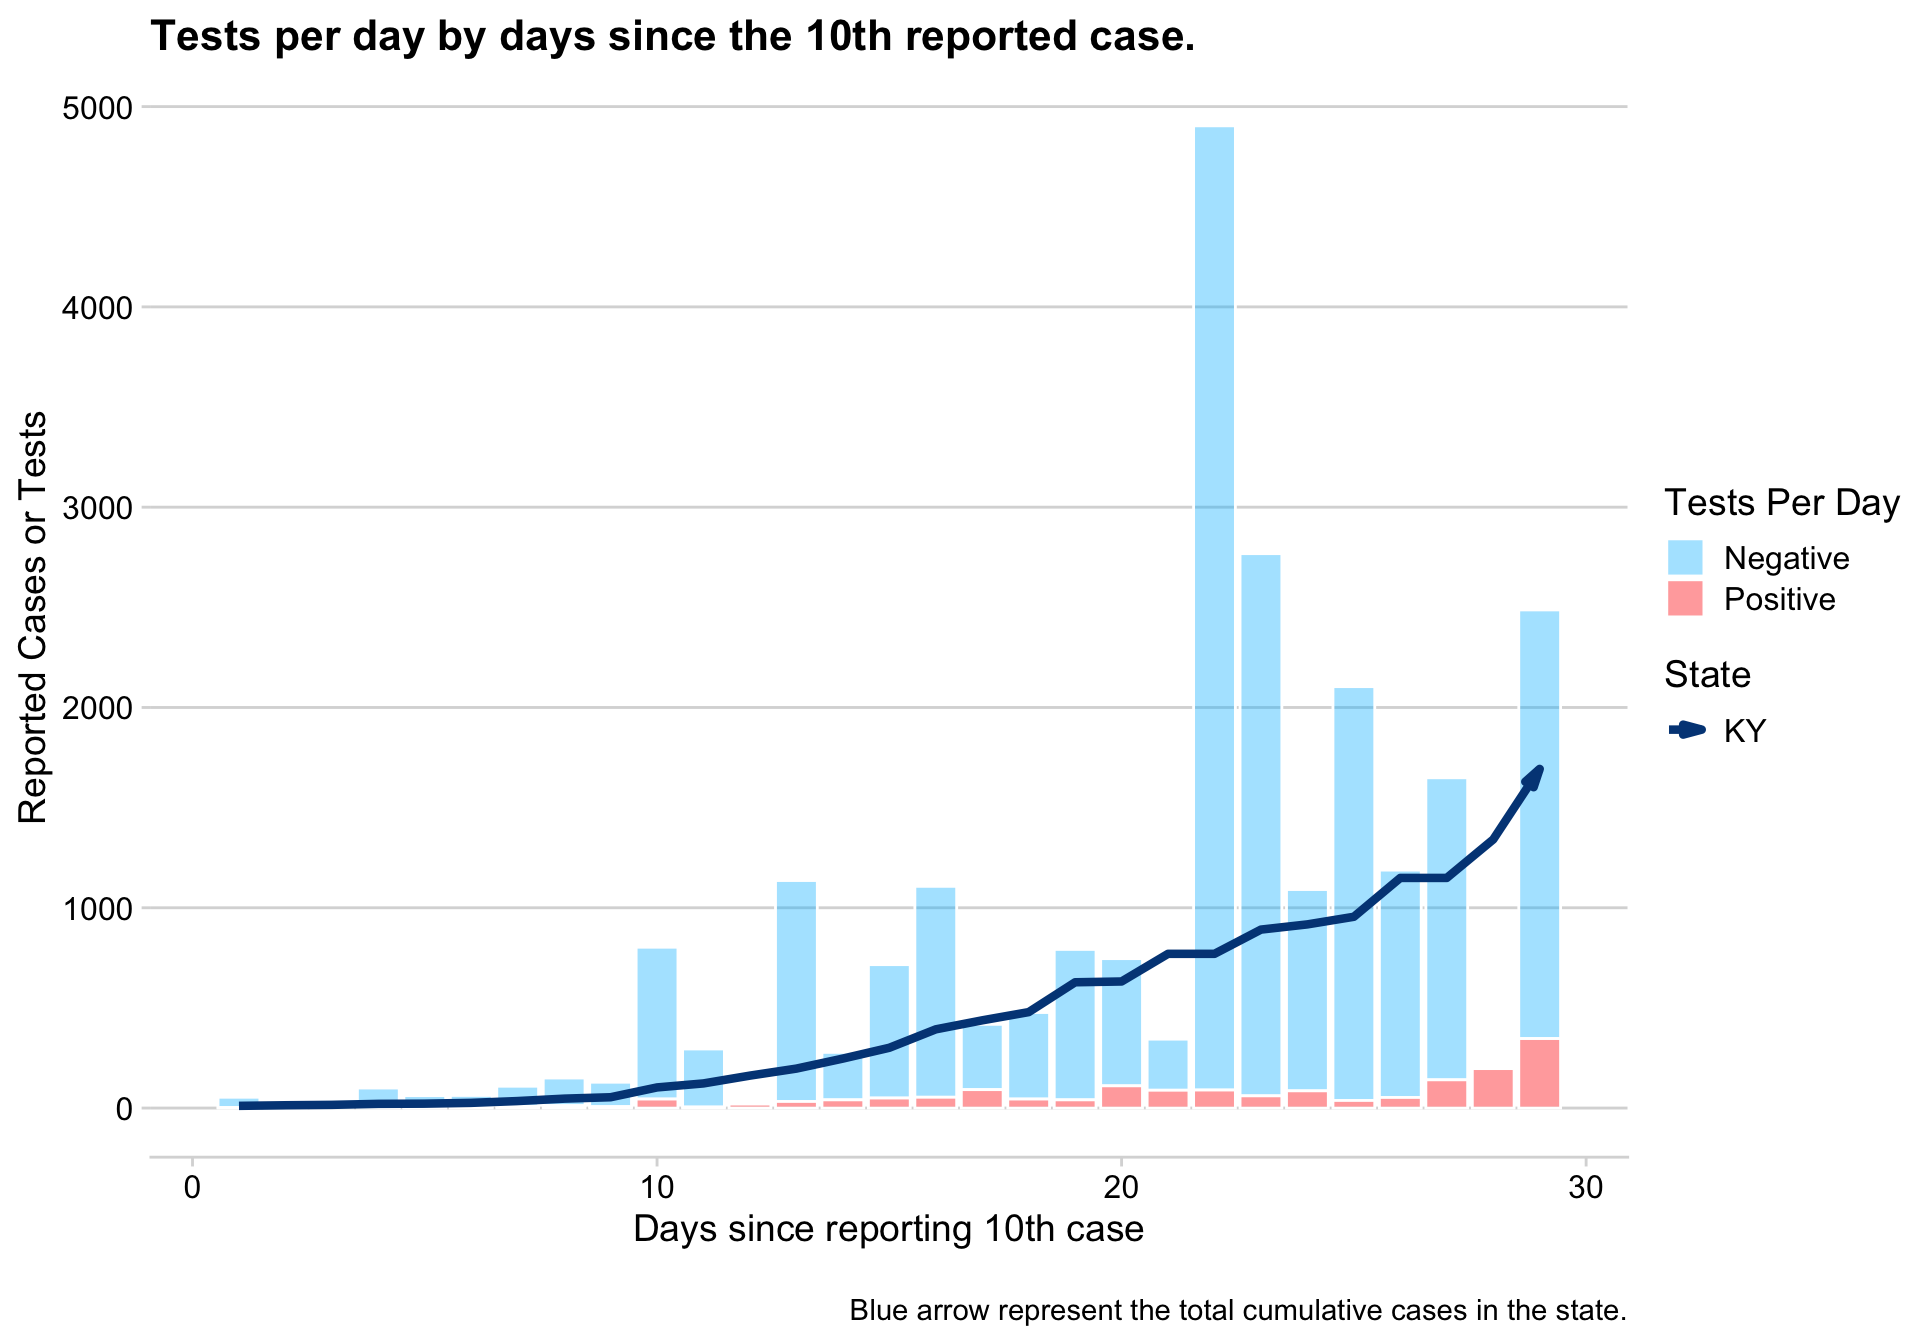 Tests per day by days since the 10th reported case.
5000
4000
3000
2000
1000
0
Reported Cases or Tests
0 10 20 30
Days since reporting 10th case
Tests Per Day
Negative
Positive
State
KY
Blue arrow represent the total cumulative cases in the state.